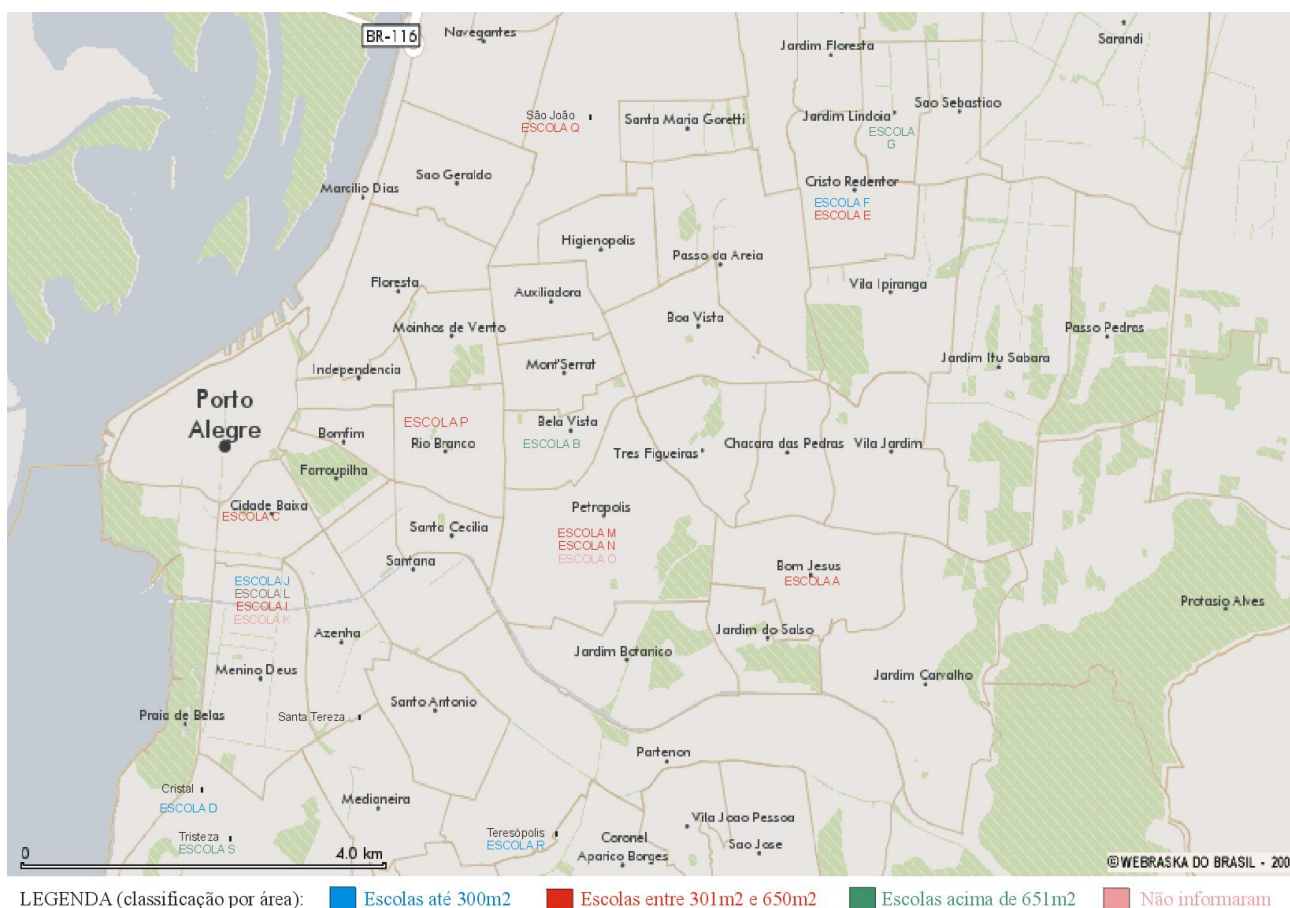 BR-116
Navegantes
Jardim Floresta
Sarandi
São João
ESCOLA Q
Santa Maria Goretti
Jardim Lindoia
ESCOLA
G
Sao Sebastiao
Sao Geraldo
Marcilio Dias
Cristo Redentor
ESCOLA F
ESCOLA E
Higienopolis
Passo da Areia
Floresta
Auxiliadora
Vila Ipiranga
Moinhos de Vento
Boa Vista
Passo Pedras
Independencia
Mont'Serrat
Jardim Itu Sabara
Porto
Alegre
ESCOLA P
Rio Branco
Bomfim
Bela Vista
ESCOLA B
Tres Figueiras
Chacara das Pedras
Vila Jardim
Farroupilha
Cidade Baixa
ESCOLA C
Petropolis
ESCOLA M
ESCOLA N
ESCOLA O
Santa Cecilia
Santana
Bom Jesus
ESCOLA A
ESCOLA J
ESCOLA L
ESCOLA I
ESCOLA K
Protasio Alves
Azenha
Jardim do Salso
Jardim Botanico
Menino Deus
Jardim Carvalho
Praia de Belas
Santa Tereza
Santo Antonio
Partenon
Cristal
ESCOLA D
Medianeira
Tristeza
ESCOLA S
Teresópolis
ESCOLA R
Coronel
Aparico Borges
Vila Joao Pessoa
Sao Jose
0 4.0 km
©WEBRASKA DO BRASIL - 200
LEGENDA (classificação por área): Escolas até 300m2 Escolas entre 301m2 e 650m2 Escolas acima de 651m2 Não informaram